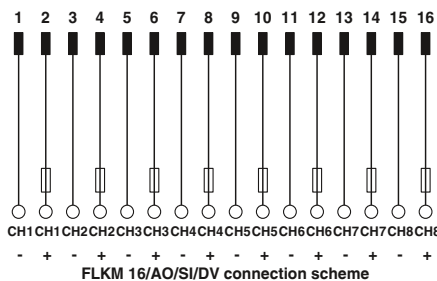 1 2 3 4 5 6 7 8 9 10 11 12 13 14 15 16
CH1 CH1 CH2 CH2 CH3 CH3 CH4 CH4 CH5 CH5 CH6 CH6 CH7 CH7 CH8 CH8
- + - + - + - + - + - + - + - +
FLKM 16/AO/SI/DV connection scheme